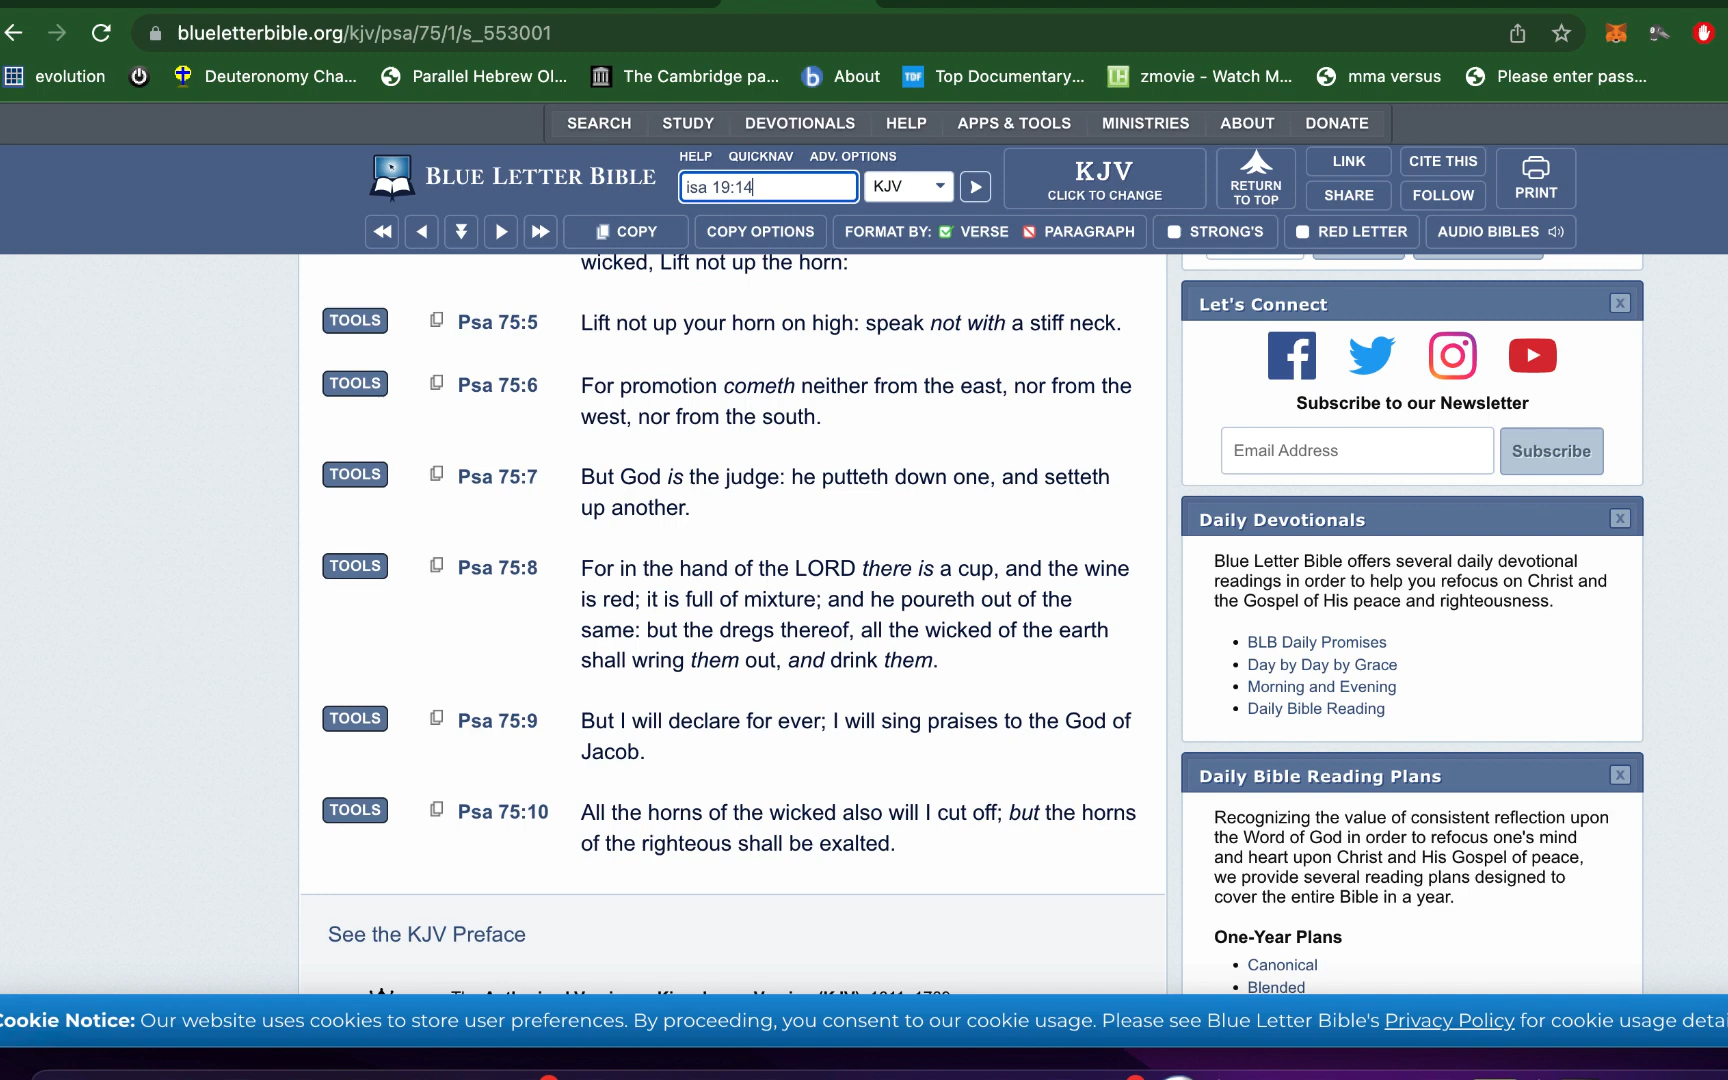 blueletterbible.org/kjv/psa/75/1/s_553001
evolution Deuteronomy Cha... Parallel Hebrew Ol... The Cambridge pa... About Top Documentary... zmovie - Watch M... mma versus Please enter pass...
SEARCH STUDY DEVOTIONALS HELP APPS & TOOLS MINISTRIES ABOUT DONATE
BLUE LETTER BIBLE
HELP QUICKNAV ADV. OPTIONS
isa 19:14 KJV
KJV
CLICK TO CHANGE
RETURN
TO TOP
LINK CITE THIS
SHARE FOLLOW
PRINT
COPY COPY OPTIONS FORMAT BY: VERSE PARAGRAPH STRONG'S RED LETTER AUDIO BIBLES
wicked, Lift not up the horn:
TOOLS Psa 75:5 Lift not up your horn on high: speak not with a stiff neck.
TOOLS Psa 75:6 For promotion cometh neither from the east, nor from the
west, nor from the south.
TOOLS Psa 75:7 But God is the judge: he putteth down one, and setteth
up another.
TOOLS Psa 75:8 For in the hand of the LORD there is a cup, and the wine
is red; it is full of mixture; and he poureth out of the
same: but the dregs thereof, all the wicked of the earth
shall wring them out, and drink them.
TOOLS Psa 75:9 But I will declare for ever; I will sing praises to the God of
Jacob.
TOOLS Psa 75:10 All the horns of the wicked also will I cut off; but the horns
of the righteous shall be exalted.
See the KJV Preface
Let's Connect X
Subscribe to our Newsletter
Email Address Subscribe
Daily Devotionals X
Blue Letter Bible offers several daily devotional
readings in order to help you refocus on Christ and
the Gospel of His peace and righteousness.
• BLB Daily Promises
• Day by Day by Grace
• Morning and Evening
• Daily Bible Reading
Daily Bible Reading Plans X
Recognizing the value of consistent reflection upon
the Word of God in order to refocus one's mind
and heart upon Christ and His Gospel of peace,
we provide several reading plans designed to
cover the entire Bible in a year.
One-Year Plans
• Canonical
• Blended
Cookie Notice: Our website uses cookies to store user preferences. By proceeding, you consent to our cookie usage. Please see Blue Letter Bible's Privacy Policy for cookie usage detai